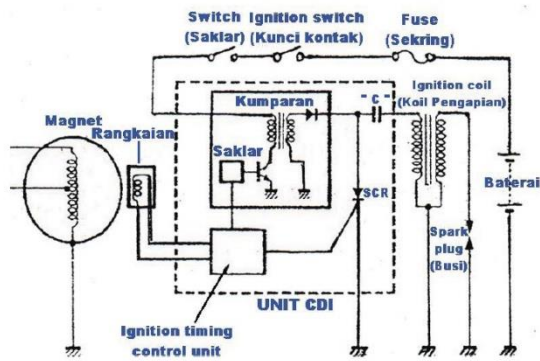 Switch
(Saklar)
Ignition switch
(Kunci kontak)
Fuse
(Sekring)
Magnet
Rangkaian
Kumparan
Saklar
" C "
Ignition coil
(Koil Pengapian)
SCR
Baterai
Spark
plug
(Busi)
UNIT CDI
Ignition timing
control unit